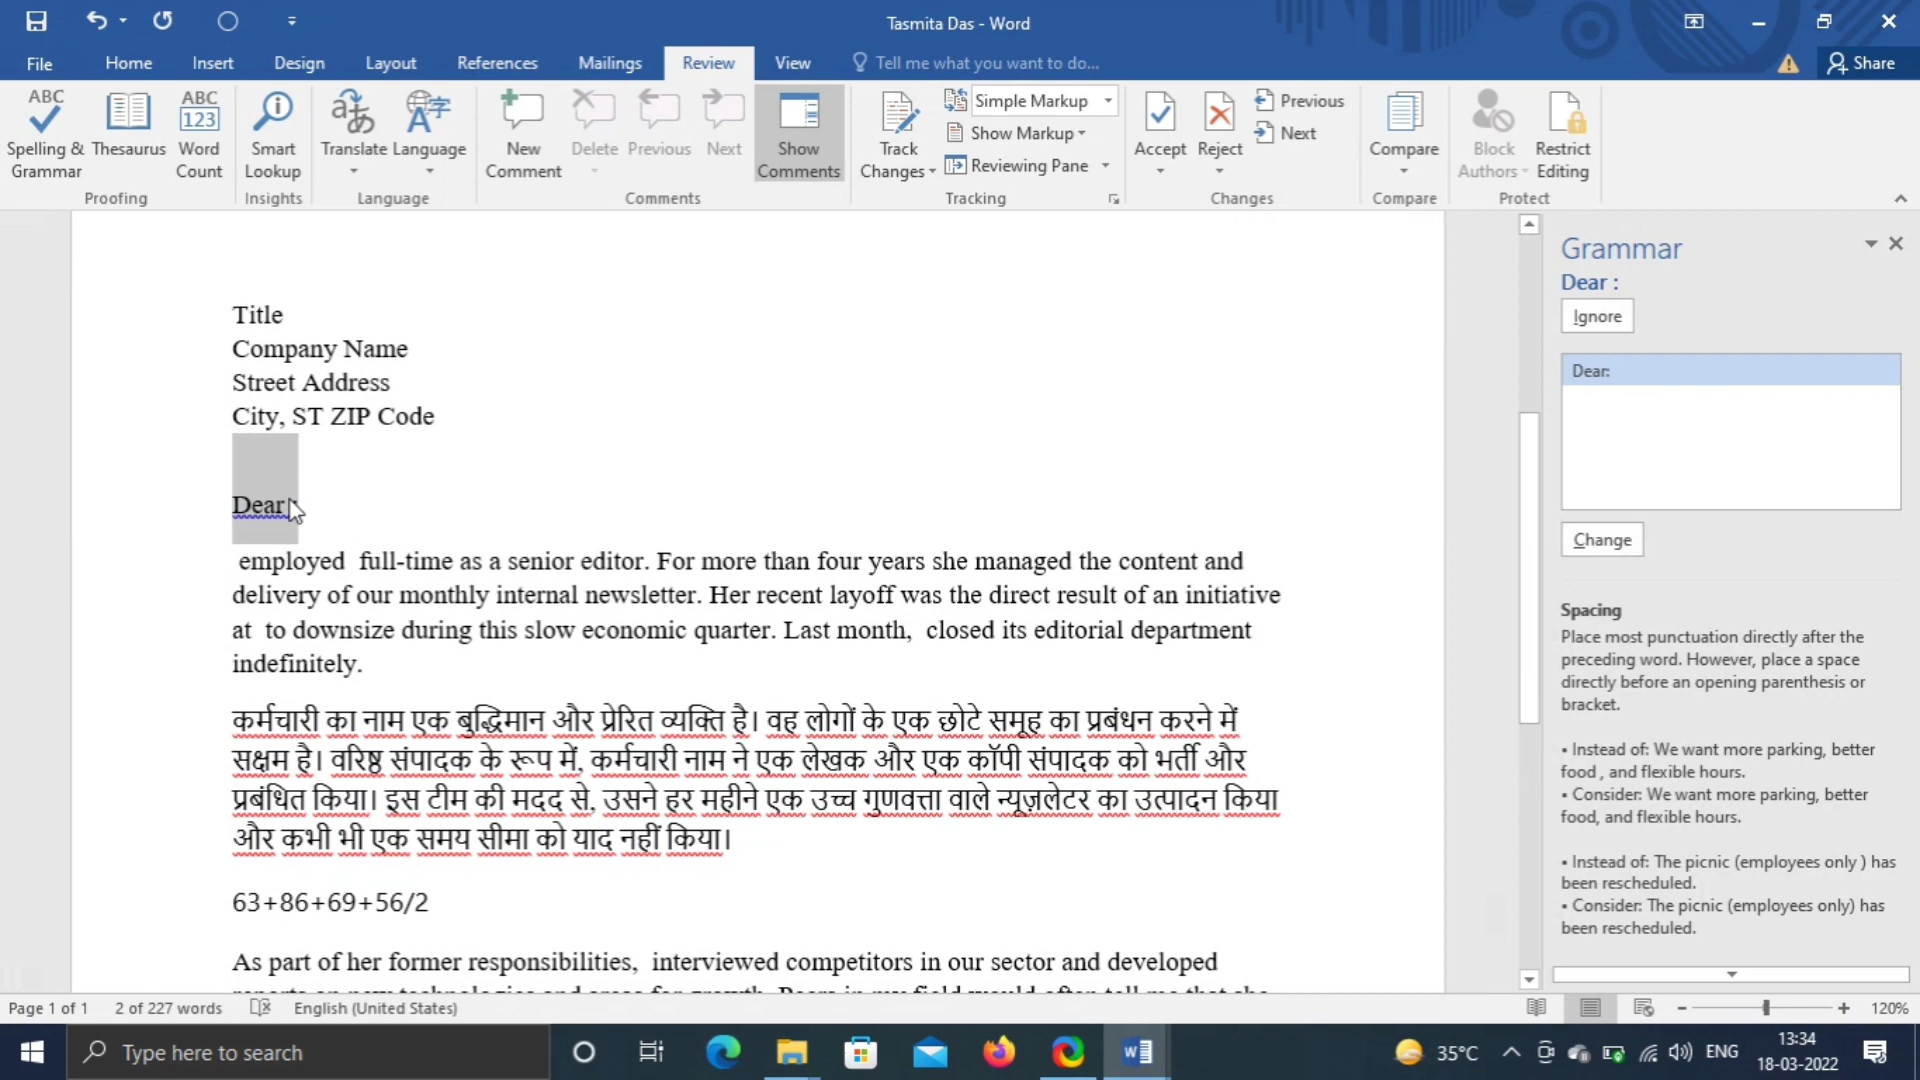 Tasmita Das - Word
File Home Insert Design Layout References Mailings Review View Tell me what you want to do... Share
ABC Spelling & Grammar
Thesaurus
ABC 123 Word Count
Proofing
Smart Lookup
Insights
Translate
Language
Language
New Comment
Delete
Previous
Next
Show Comments
Comments
Track Changes
Simple Markup
Show Markup
Reviewing Pane
Tracking
Accept
Reject
Previous
Next
Changes
Compare
Compare
Block Authors
Restrict Editing
Protect
Title
Company Name
Street Address
City, ST ZIP Code
Dear
employed full-time as a senior editor. For more than four years she managed the content and
delivery of our monthly internal newsletter. Her recent layoff was the direct result of an initiative
at to downsize during this slow economic quarter. Last month, closed its editorial department
indefinitely.
कर्मचारी का नाम एक बुद्धिमान और प्रेरित व्यक्ति है। वह लोगों के एक छोटे समूह का प्रबंधन करने में
सक्षम है। वरिष्ठ संपादक के रूप में, कर्मचारी नाम ने एक लेखक और एक कॉपी संपादक को भर्ती और
प्रबंधित किया। इस टीम की मदद से, उसने हर महीने एक उच्च गुणवत्ता वाले न्यूज़लेटर का उत्पादन किया
और कभी भी एक समय सीमा को याद नहीं किया।
63+86+69+56/2
As part of her former responsibilities, interviewed competitors in our sector and developed
Grammar
Dear :
Ignore
Dear:
Change
Spacing
Place most punctuation directly after the
preceding word. However, place a space
directly before an opening parenthesis or
bracket.
• Instead of: We want more parking, better
food , and flexible hours.
• Consider: We want more parking, better
food, and flexible hours.
• Instead of: The picnic (employees only ) has
been rescheduled.
• Consider: The picnic (employees only) has
been rescheduled.
Page 1 of 1 2 of 227 words English (United States) 120%
Type here to search
35°C ENG
13:34
18-03-2022